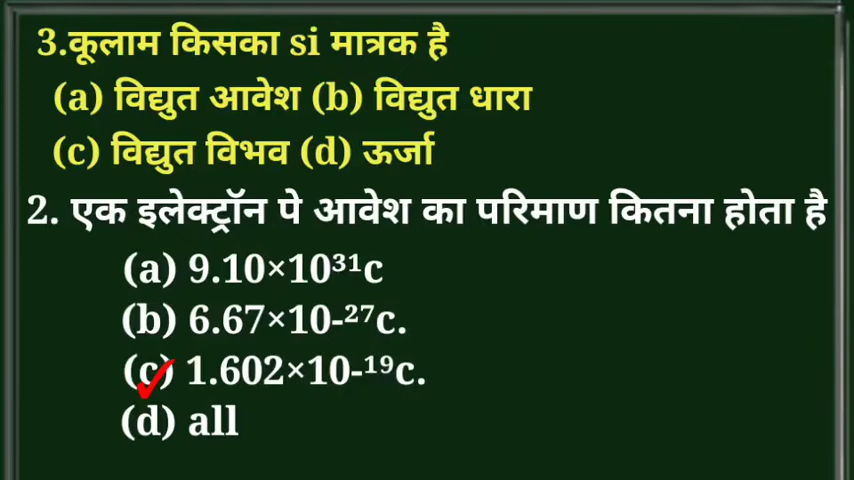 3.कूलाम किसका si मात्रक है
(a) विद्युत आवेश (b) विद्युत धारा
(c) विद्युत विभव (d) ऊर्जा
2. एक इलेक्ट्रॉन पे आवेश का परिमाण कितना होता है
(a) 9.10×10³¹c
(b) 6.67×10-²⁷c.
(c) 1.602×10-¹⁹c.
(d) all